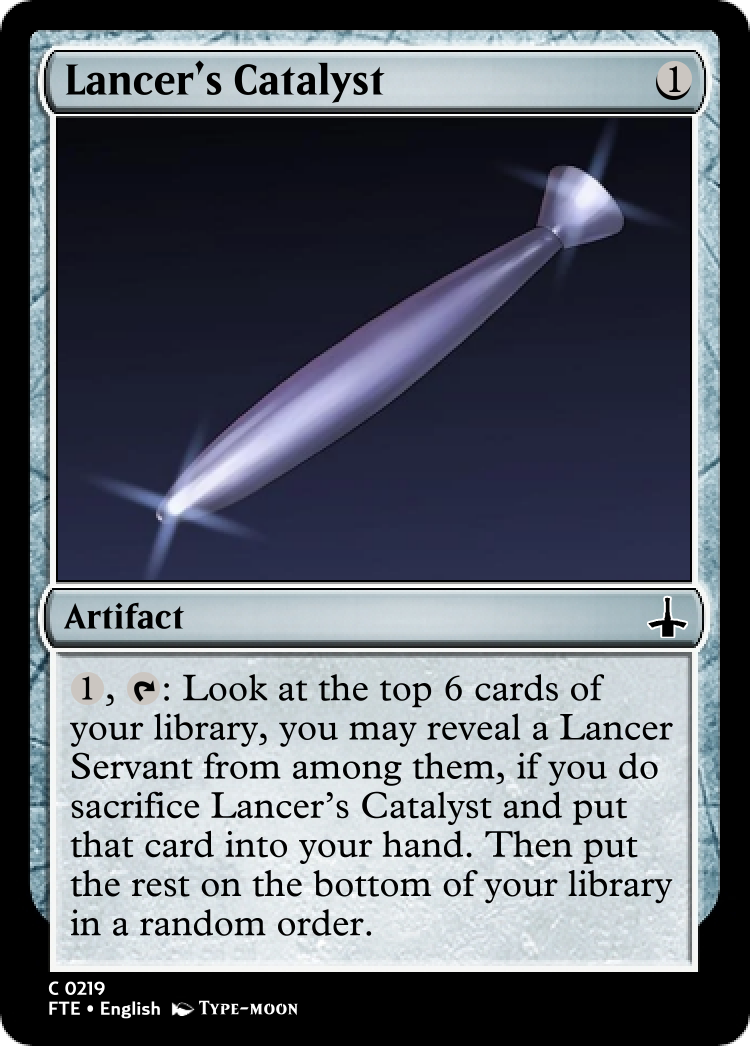 Lancer's Catalyst 1
Artifact
1, : Look at the top 6 cards of
your library, you may reveal a Lancer
Servant from among them, if you do
sacrifice Lancer's Catalyst and put
that card into your hand. Then put
the rest on the bottom of your library
in a random order.
C 0219
FTE • English TYPE-MOON